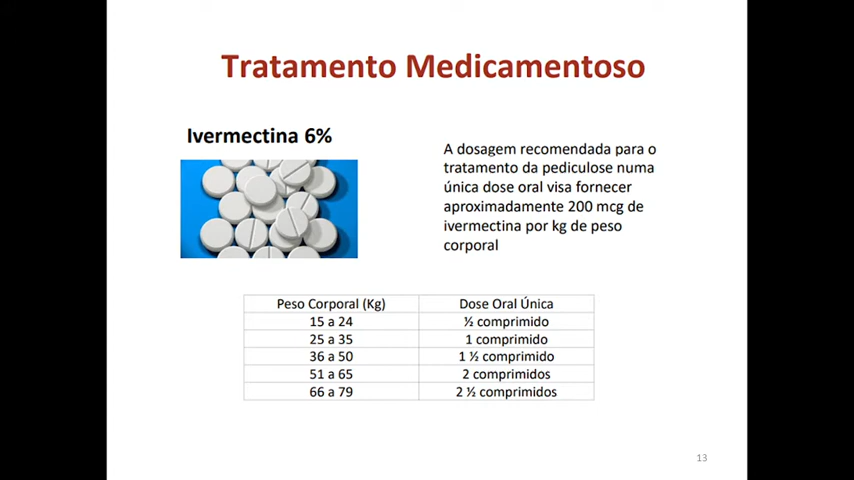 Tratamento Medicamentoso
Ivermectina 6%
A dosagem recomendada para o
tratamento da pediculose numa
única dose oral visa fornecer
aproximadamente 200 mcg de
ivermectina por kg de peso
corporal
Peso Corporal (Kg) Dose Oral Única
15 a 24 ½ comprimido
25 a 35 1 comprimido
36 a 50 1 ½ comprimido
51 a 65 2 comprimidos
66 a 79 2 ½ comprimidos
13